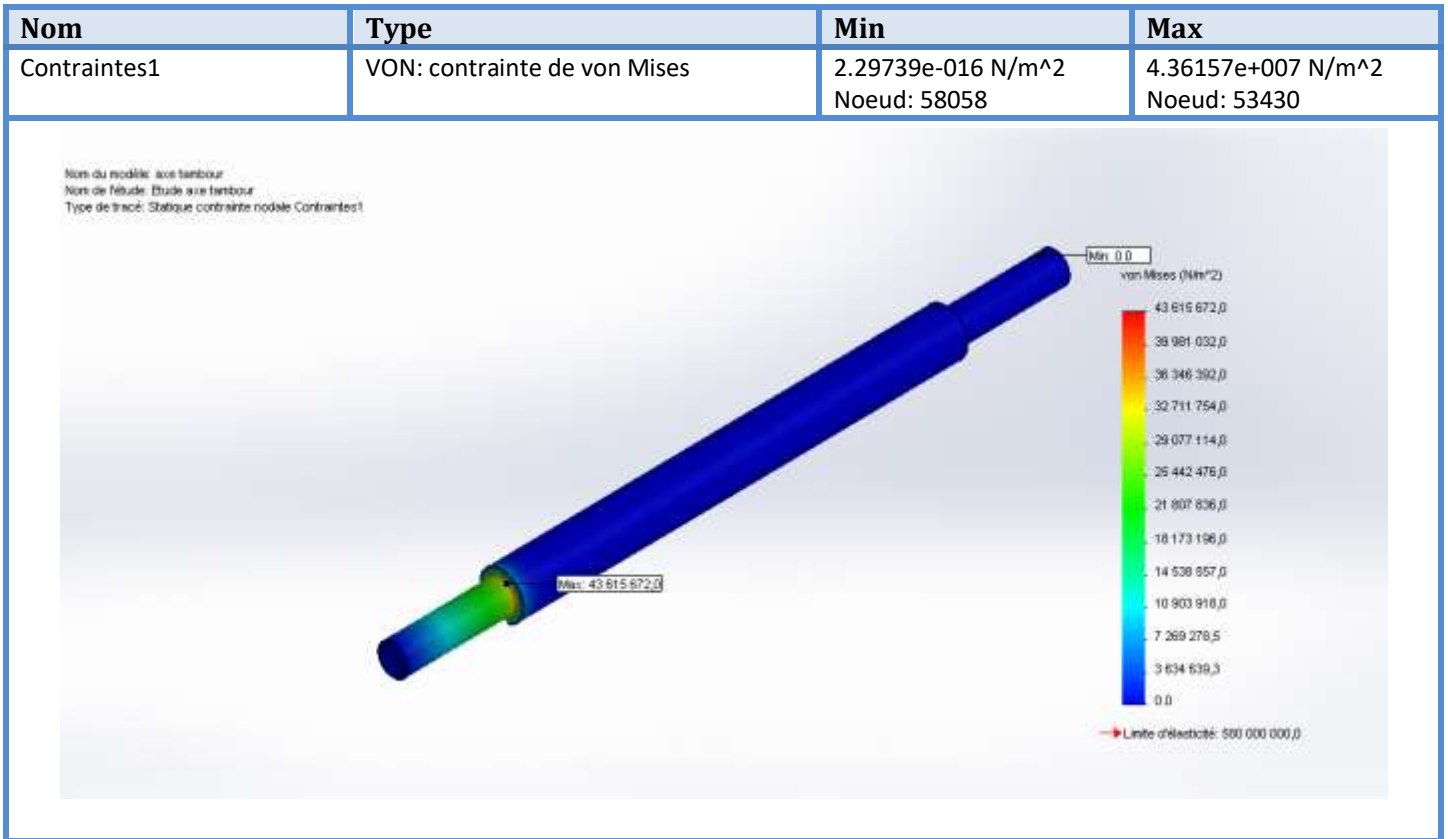 Nom Type Min Max
Contraintes1 VON: contrainte de von Mises 2.29739e-016 N/m^2 4.36157e+007 N/m^2
Noeud: 58058 Noeud: 53430
Nom du modèle: axe tambour
Nom de l'étude: Etude axe tambour
Type de tracé: Statique contrainte nodale Contraintes1
Min: 0.0
von Mises (N/m^2)
43 615 672,0
39 981 032,0
36 346 392,0
32 711 754,0
29 077 114,0
25 442 476,0
21 807 836,0
18 173 196,0
14 538 557,0
10 903 918,0
7 269 278,5
3 634 639,3
0.0
Max: 43 615 672,0
Limite d'élasticité: 580 000 000,0